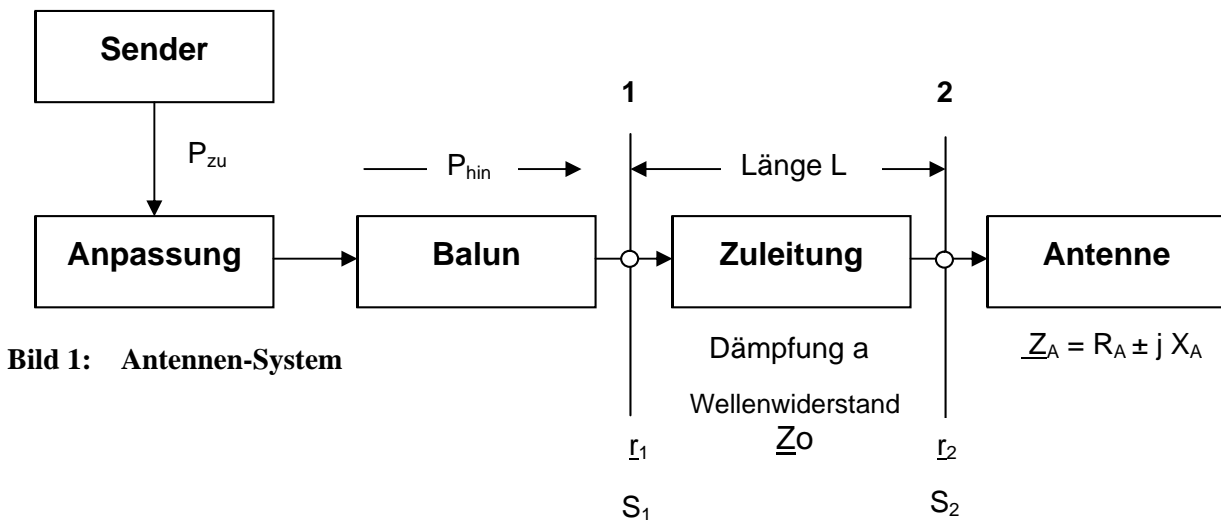 Sender
1 2
P_zu
P_hin
Länge L
Anpassung
Balun
Zuleitung
Antenne
Bild 1: Antennen-System
Dämpfung a
Z_A = R_A ± j X_A
Wellenwiderstand
Zo
r_1 r_2
S_1 S_2